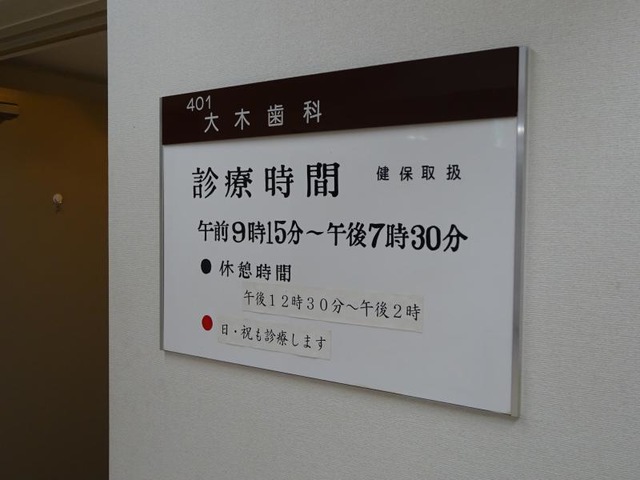 401
大木歯科
診療時間 健保取扱
午前9時15分～午後7時30分
●休憩時間
午後12時30分～午後2時
●日・祝も診療します